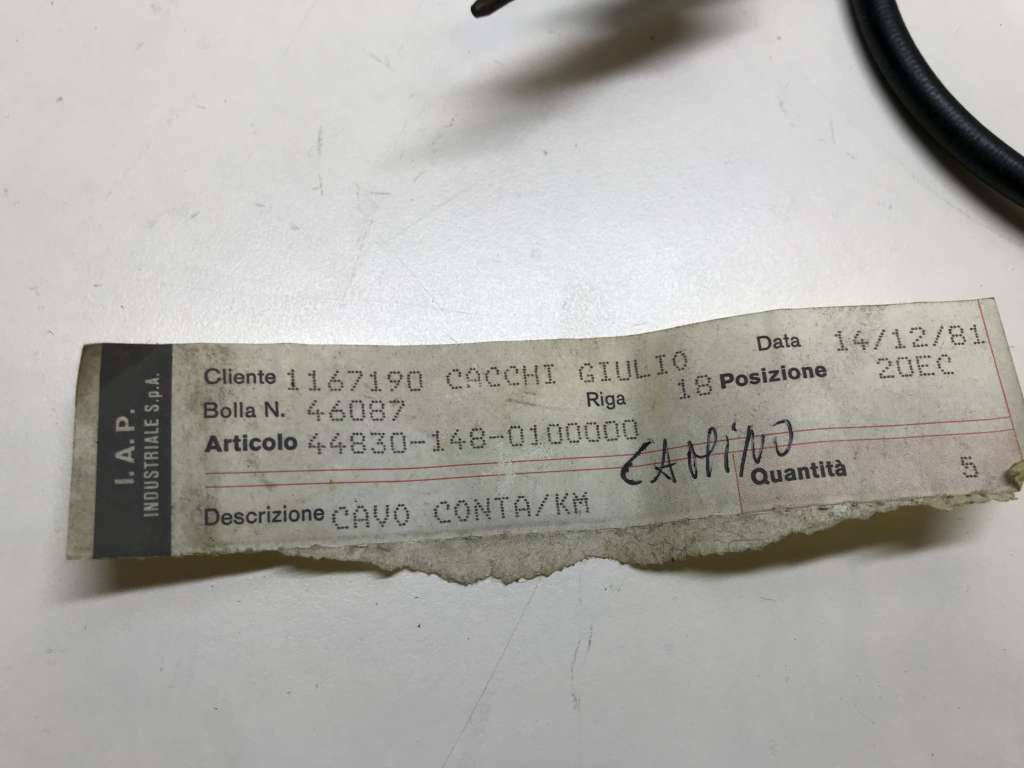 I.A.P.
INDUSTRIALE S.p.A.
Cliente 1167190 CACCHI GIULIO Data 14/12/81
Bolla N. 46087 Riga 18 Posizione 20EC
Articolo 44830-148-0100000
CAMINO
Quantità 5
Descrizione CAVO CONTA/KM